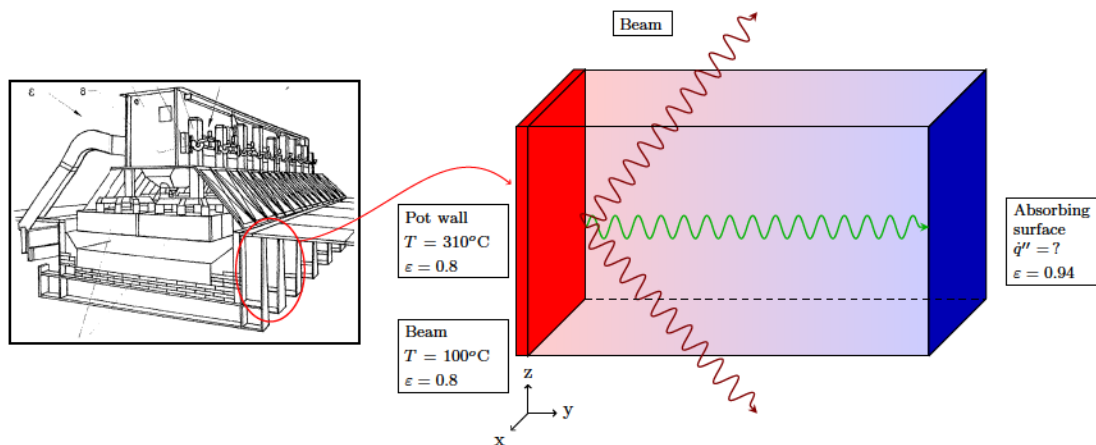 Beam
ε 8
Pot wall
T = 310°C
ε = 0.8
Beam
T = 100°C
ε = 0.8
Absorbing
surface
q̇″ = ?
ε = 0.94
z
y
x